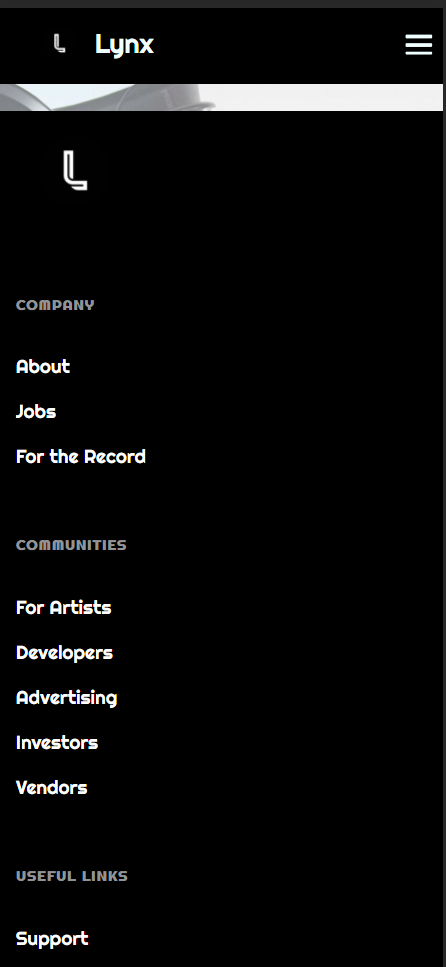 L Lynx
L
COMPANY
About
Jobs
For the Record
COMMUNITIES
For Artists
Developers
Advertising
Investors
Vendors
USEFUL LINKS
Support